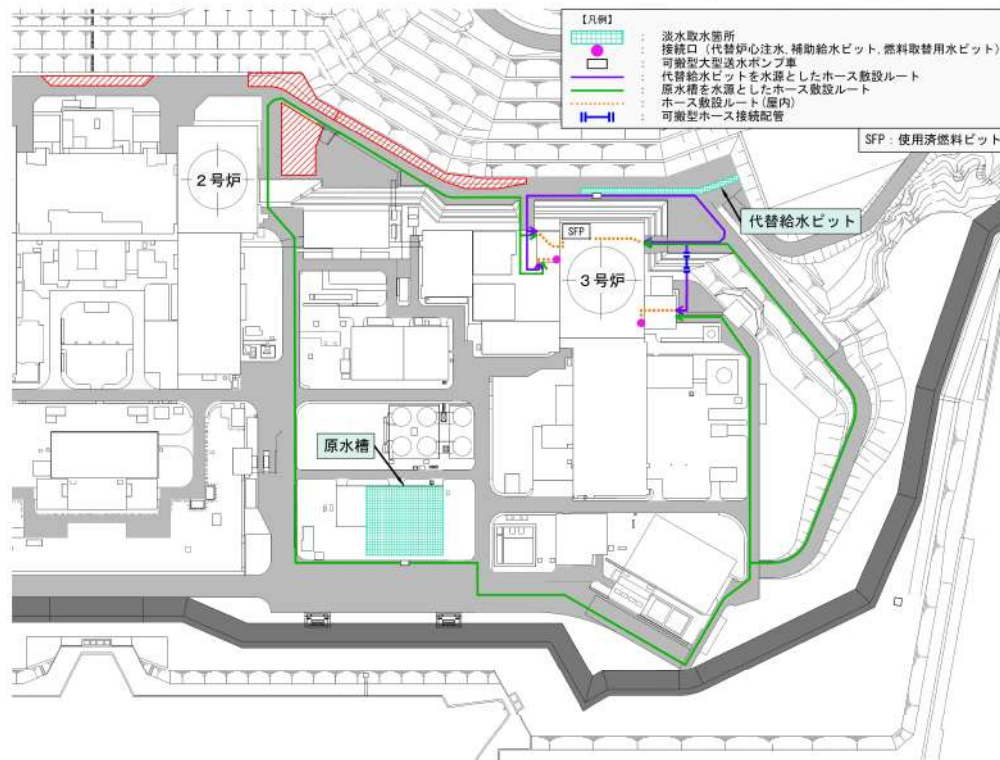 【凡例】
： 淡水取水箇所
： 接続口（代替炉心注水，補助給水ピット，燃料取替用水ピット）
： 可搬型大型送水ポンプ車
： 代替給水ピットを水源としたホース敷設ルート
： 原水槽を水源としたホース敷設ルート
： ホース敷設ルート（屋内）
： 可搬型ホース接続配管
SFP：使用済燃料ピット
２号炉
代替給水ピット
SFP
３号炉
原水槽